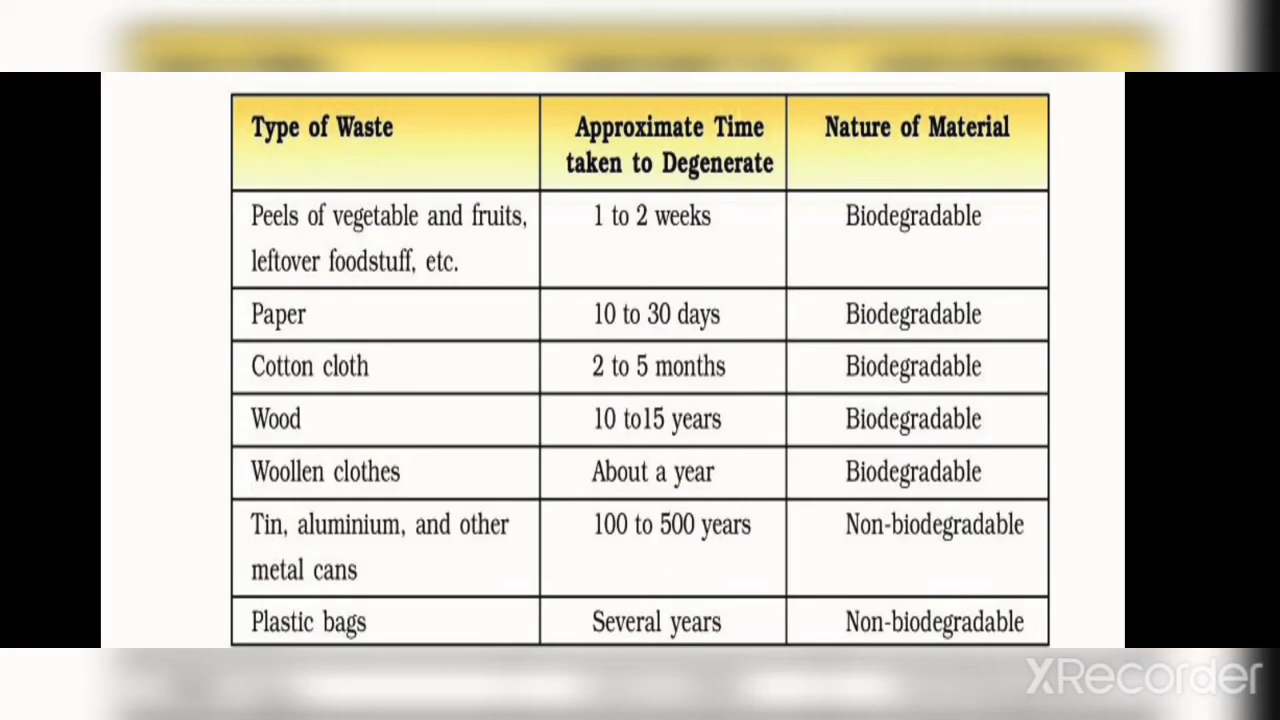 Type of Waste
Approximate Time
taken to Degenerate
Nature of Material
Peels of vegetable and fruits,
leftover foodstuff, etc.
1 to 2 weeks
Biodegradable
Paper
10 to 30 days
Biodegradable
Cotton cloth
2 to 5 months
Biodegradable
Wood
10 to15 years
Biodegradable
Woollen clothes
About a year
Biodegradable
Tin, aluminium, and other
metal cans
100 to 500 years
Non-biodegradable
Plastic bags
Several years
Non-biodegradable
XRecorder